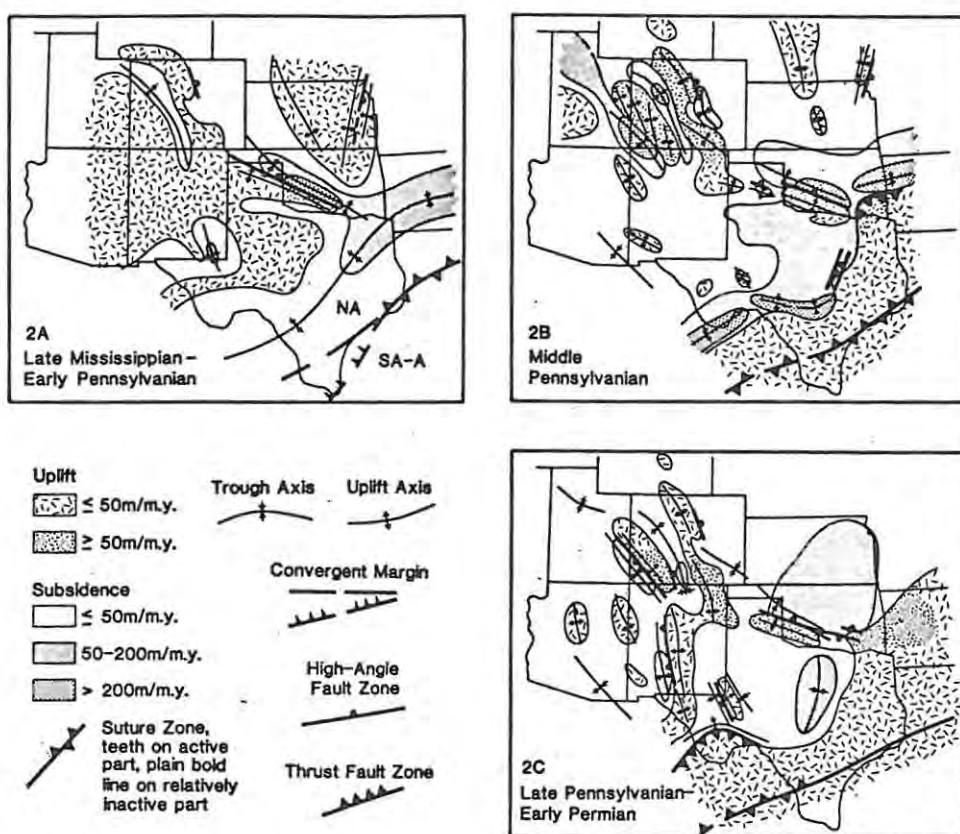 2A
Late Mississippian–
Early Pennsylvanian
NA
SA-A
2B
Middle
Pennsylvanian
Uplift
≤ 50m/m.y.
≥ 50m/m.y.
Subsidence
≤ 50m/m.y.
50-200m/m.y.
> 200m/m.y.
Suture Zone,
teeth on active
part, plain bold
line on relatively
inactive part
Trough Axis
Uplift Axis
Convergent Margin
High-Angle
Fault Zone
Thrust Fault Zone
2C
Late Pennsylvanian–
Early Permian